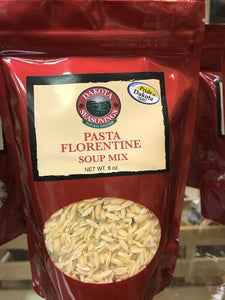 DAKOTA
SEASONINGS
Pride of
Dakota
PASTA
FLORENTINE
SOUP MIX
NET WT. 8 oz.